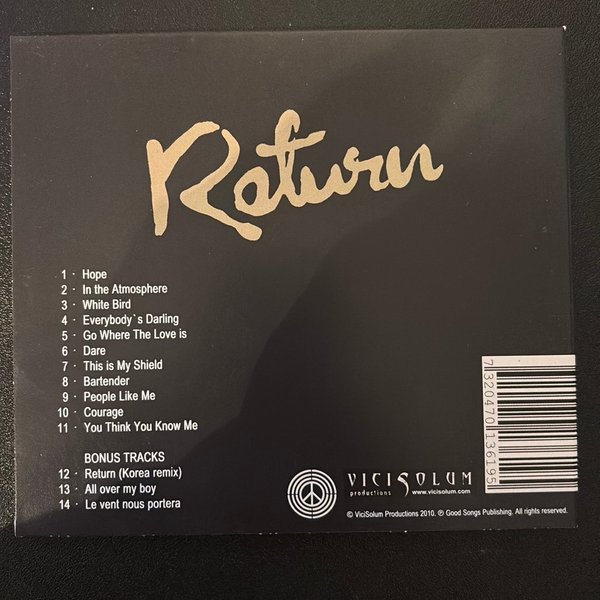 Return
1 · Hope
2 · In the Atmosphere
3 · White Bird
4 · Everybody`s Darling
5 · Go Where The Love is
6 · Dare
7 · This is My Shield
8 · Bartender
9 · People Like Me
10 · Courage
11 · You Think You Know Me
BONUS TRACKS
12 · Return (Korea remix)
13 · All over my boy
14 · Le vent nous portera
VICISOLUM
productions www.vicisolum.com
© ViciSolum Productions 2010, ℗ Good Songs Publishing. All rights reserved.
7 320470 136195